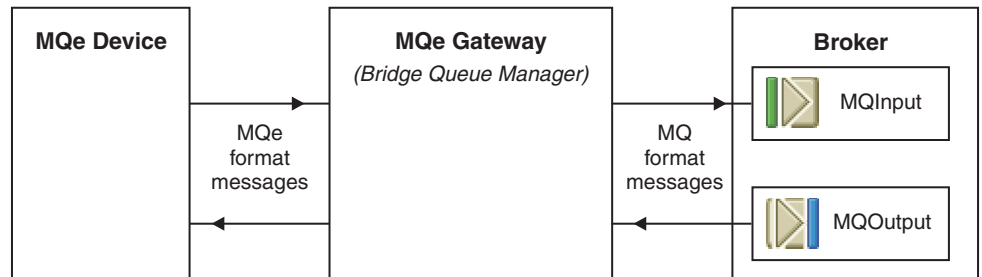 MQe Device
MQe Gateway
(Bridge Queue Manager)
Broker
MQInput
MQe
format
messages
MQ
format
messages
MQOutput